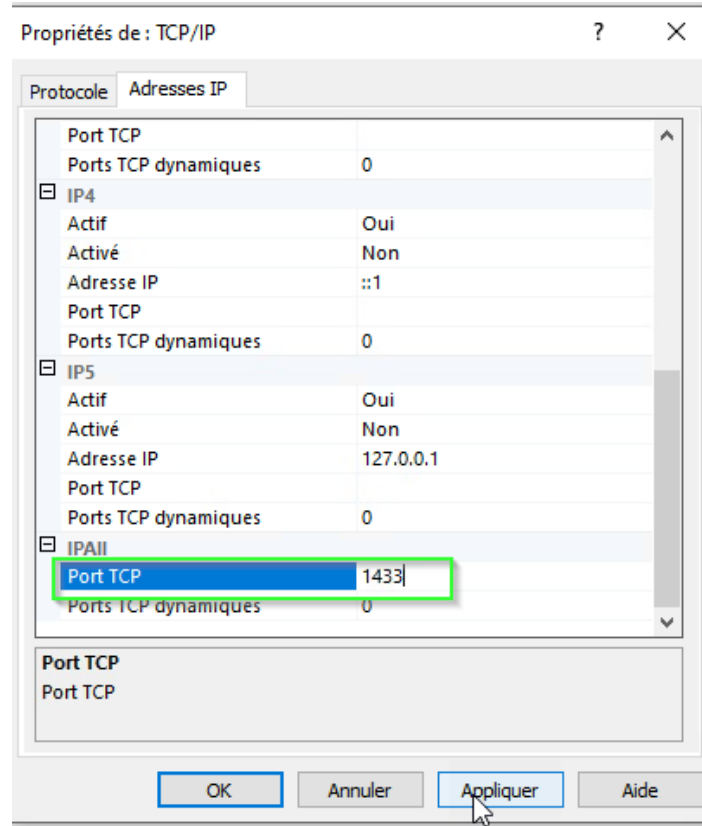 Propriétés de : TCP/IP ? ×
Protocole Adresses IP
Port TCP
Ports TCP dynamiques 0
IP4
Actif Oui
Activé Non
Adresse IP ::1
Port TCP
Ports TCP dynamiques 0
IP5
Actif Oui
Activé Non
Adresse IP 127.0.0.1
Port TCP
Ports TCP dynamiques 0
IPAll
Port TCP 1433
Ports TCP dynamiques 0
Port TCP
Port TCP
OK Annuler Appliquer Aide